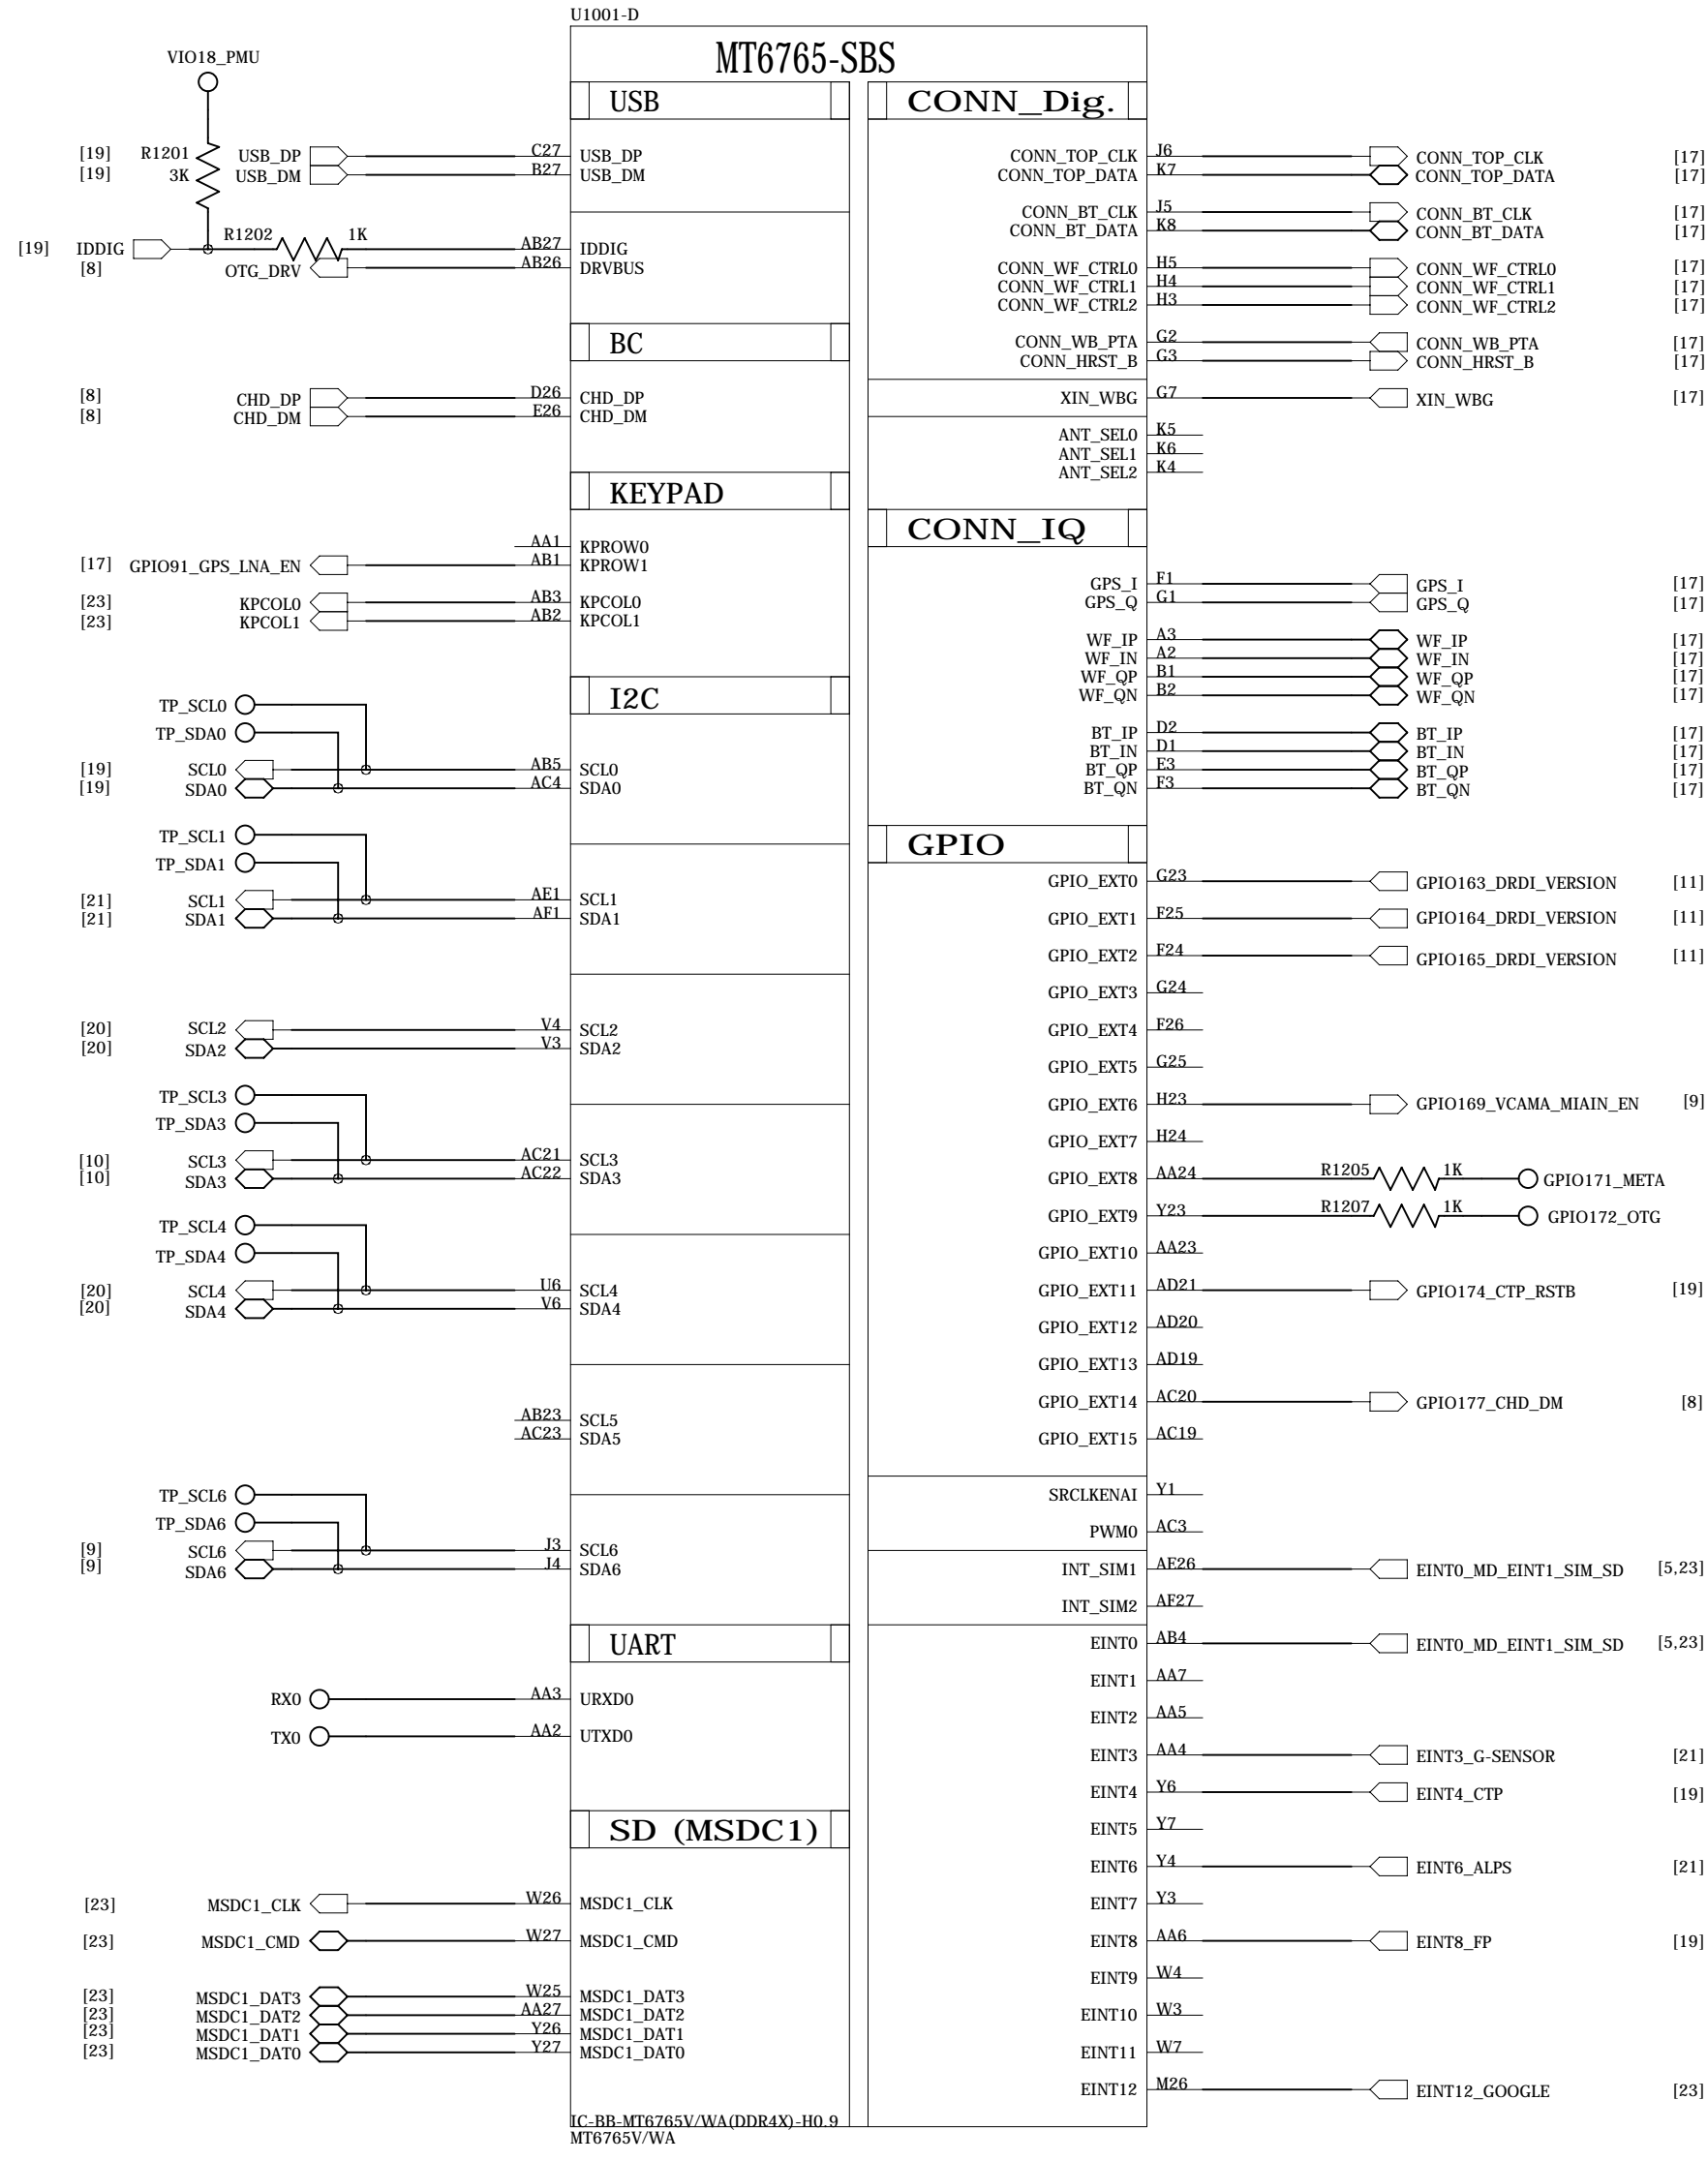 U1001-D
MT6765-SBS
VIO18_PMU
USB
[19] R1201 USB_DP C27 USB_DP
[19] 3K USB_DM B27 USB_DM
[19] IDDIG R1202 1K AB27 IDDIG
[8] OTG_DRV AB26 DRVBUS
BC
[8] CHD_DP D26 CHD_DP
[8] CHD_DM E26 CHD_DM
KEYPAD
AA1 KPROW0
[17] GPIO91_GPS_LNA_EN AB1 KPROW1
[23] KPCOL0 AB3 KPCOL0
[23] KPCOL1 AB2 KPCOL1
I2C
TP_SCL0
TP_SDA0
[19] SCL0 AB5 SCL0
[19] SDA0 AC4 SDA0
TP_SCL1
TP_SDA1
[21] SCL1 AE1 SCL1
[21] SDA1 AF1 SDA1
[20] SCL2 V4 SCL2
[20] SDA2 V3 SDA2
TP_SCL3
TP_SDA3
[10] SCL3 AC21 SCL3
[10] SDA3 AC22 SDA3
TP_SCL4
TP_SDA4
[20] SCL4 U6 SCL4
[20] SDA4 V6 SDA4
AB23 SCL5
AC23 SDA5
TP_SCL6
TP_SDA6
[9] SCL6 J3 SCL6
[9] SDA6 J4 SDA6
UART
RX0 AA3 URXD0
TX0 AA2 UTXD0
SD (MSDC1)
[23] MSDC1_CLK W26 MSDC1_CLK
[23] MSDC1_CMD W27 MSDC1_CMD
[23] MSDC1_DAT3 W25 MSDC1_DAT3
[23] MSDC1_DAT2 AA27 MSDC1_DAT2
[23] MSDC1_DAT1 Y26 MSDC1_DAT1
[23] MSDC1_DAT0 Y27 MSDC1_DAT0
IC-BB-MT6765V/WA(DDR4X)-H0.9
MT6765V/WA
CONN_Dig.
CONN_TOP_CLK J6 CONN_TOP_CLK [17]
CONN_TOP_DATA K7 CONN_TOP_DATA [17]
CONN_BT_CLK J5 CONN_BT_CLK [17]
CONN_BT_DATA K8 CONN_BT_DATA [17]
CONN_WF_CTRL0 H5 CONN_WF_CTRL0 [17]
CONN_WF_CTRL1 H4 CONN_WF_CTRL1 [17]
CONN_WF_CTRL2 H3 CONN_WF_CTRL2 [17]
CONN_WB_PTA G2 CONN_WB_PTA [17]
CONN_HRST_B G3 CONN_HRST_B [17]
XIN_WBG G7 XIN_WBG [17]
ANT_SEL0 K5
ANT_SEL1 K6
ANT_SEL2 K4
CONN_IQ
GPS_I F1 GPS_I [17]
GPS_Q G1 GPS_Q [17]
WF_IP A3 WF_IP [17]
WF_IN A2 WF_IN [17]
WF_QP B1 WF_QP [17]
WF_QN B2 WF_QN [17]
BT_IP D2 BT_IP [17]
BT_IN D1 BT_IN [17]
BT_QP E3 BT_QP [17]
BT_QN F3 BT_QN [17]
GPIO
GPIO_EXT0 G23 GPIO163_DRDI_VERSION [11]
GPIO_EXT1 F25 GPIO164_DRDI_VERSION [11]
GPIO_EXT2 F24 GPIO165_DRDI_VERSION [11]
GPIO_EXT3 G24
GPIO_EXT4 F26
GPIO_EXT5 G25
GPIO_EXT6 H23 GPIO169_VCAMA_MIAIN_EN [9]
GPIO_EXT7 H24
GPIO_EXT8 AA24 R1205 1K GPIO171_META
GPIO_EXT9 Y23 R1207 1K GPIO172_OTG
GPIO_EXT10 AA23
GPIO_EXT11 AD21 GPIO174_CTP_RSTB [19]
GPIO_EXT12 AD20
GPIO_EXT13 AD19
GPIO_EXT14 AC20 GPIO177_CHD_DM [8]
GPIO_EXT15 AC19
SRCLKENAI Y1
PWM0 AC3
INT_SIM1 AE26 EINT0_MD_EINT1_SIM_SD [5,23]
INT_SIM2 AF27
EINT0 AB4 EINT0_MD_EINT1_SIM_SD [5,23]
EINT1 AA7
EINT2 AA5
EINT3 AA4 EINT3_G-SENSOR [21]
EINT4 Y6 EINT4_CTP [19]
EINT5 Y7
EINT6 Y4 EINT6_ALPS [21]
EINT7 Y3
EINT8 AA6 EINT8_FP [19]
EINT9 W4
EINT10 W3
EINT11 W7
EINT12 M26 EINT12_GOOGLE [23]